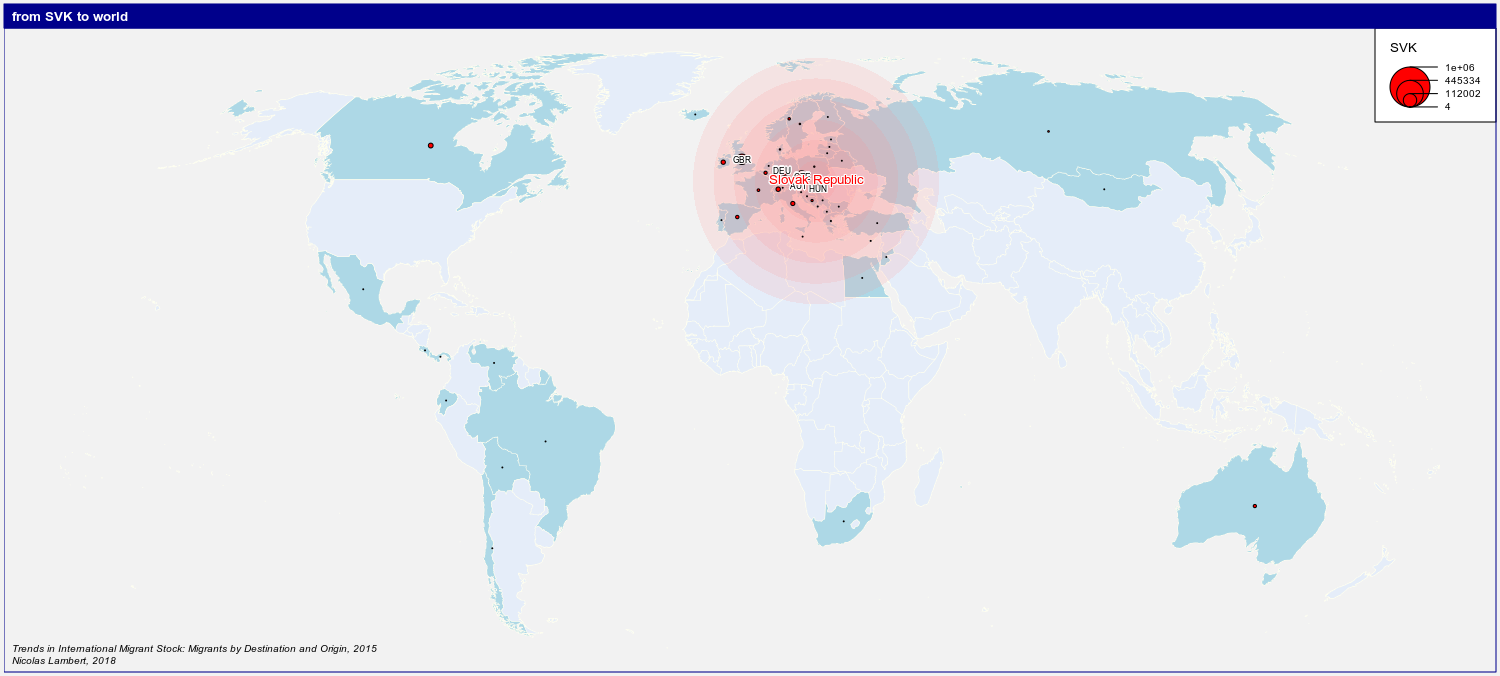 from SVK to world
SVK
1e+06
445334
112002
4
GBR
DEU
Slovak Republic
HUN
Trends in International Migrant Stock: Migrants by Destination and Origin, 2015
Nicolas Lambert, 2018